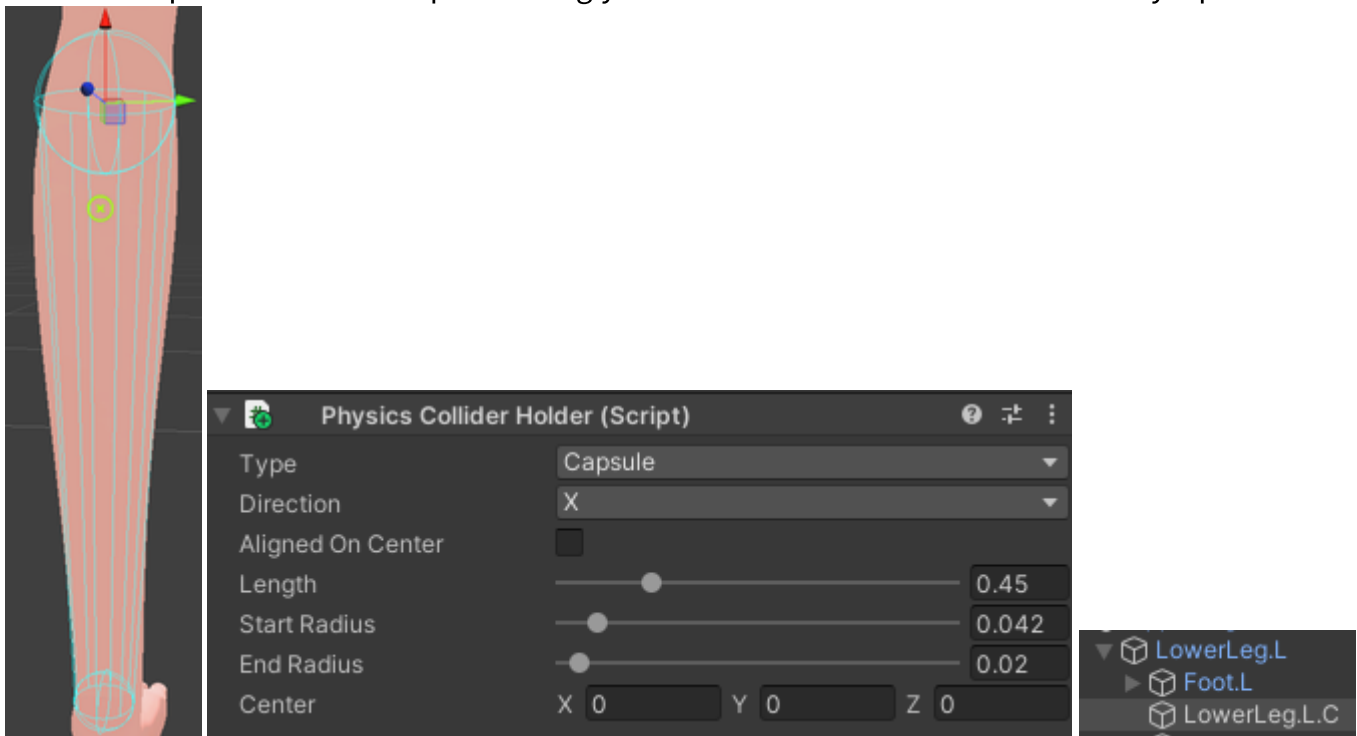 Physics Collider Holder (Script)
Type Capsule
Direction X
Aligned On Center
Length 0.45
Start Radius 0.042
End Radius 0.02
Center X 0 Y 0 Z 0
LowerLeg.L
Foot.L
LowerLeg.L.C